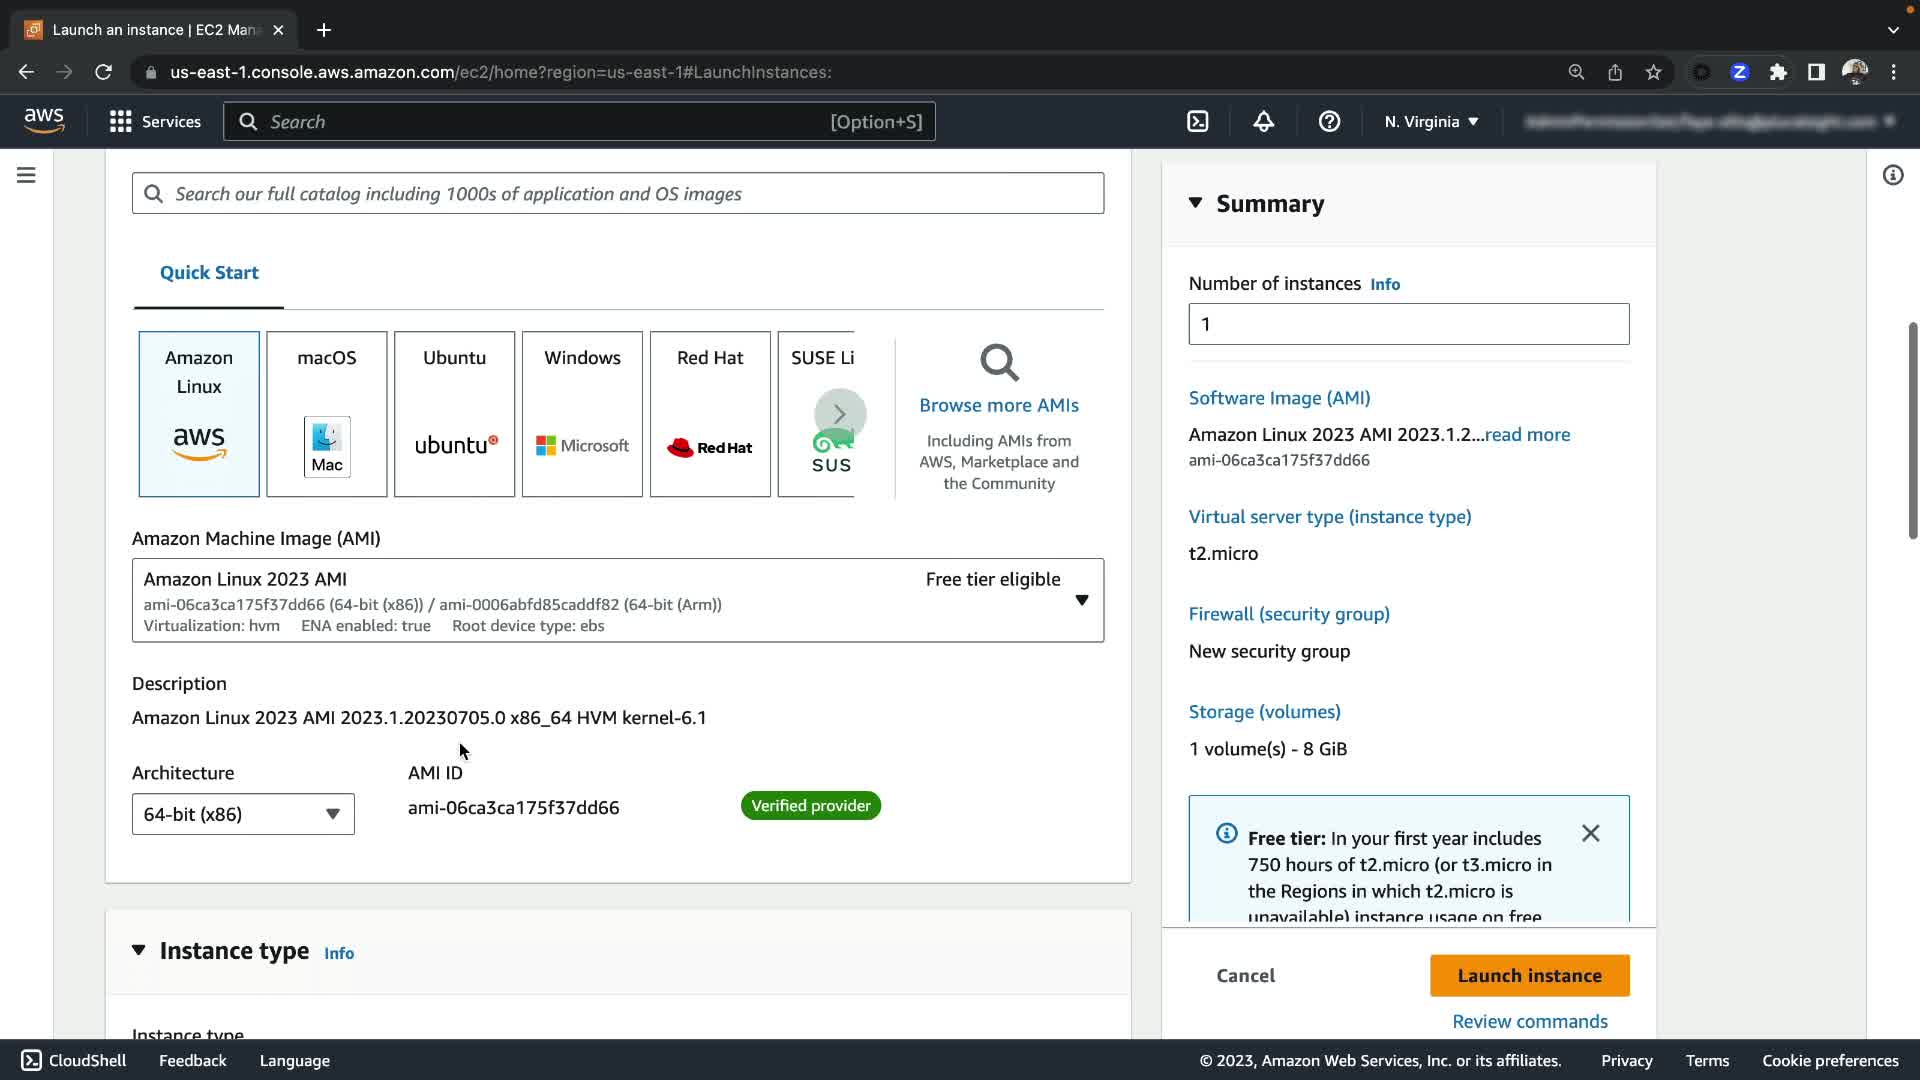 Launch an instance | EC2 Man
us-east-1.console.aws.amazon.com/ec2/home?region=us-east-1#LaunchInstances:
aws
Services
Search
[Option+S]
N. Virginia
Search our full catalog including 1000s of application and OS images
Quick Start
Amazon
Linux
aws
macOS
Mac
Ubuntu
ubuntu
Windows
Microsoft
Red Hat
Red Hat
SUSE Li
SUS
Browse more AMIs
Including AMIs from
AWS, Marketplace and
the Community
Amazon Machine Image (AMI)
Amazon Linux 2023 AMI
Free tier eligible
ami-06ca3ca175f37dd66 (64-bit (x86)) / ami-0006abfd85caddf82 (64-bit (Arm))
Virtualization: hvm ENA enabled: true Root device type: ebs
Description
Amazon Linux 2023 AMI 2023.1.20230705.0 x86_64 HVM kernel-6.1
Architecture
64-bit (x86)
AMI ID
ami-06ca3ca175f37dd66
Verified provider
Instance type Info
Instance type
Summary
Number of instances Info
1
Software Image (AMI)
Amazon Linux 2023 AMI 2023.1.2...read more
ami-06ca3ca175f37dd66
Virtual server type (instance type)
t2.micro
Firewall (security group)
New security group
Storage (volumes)
1 volume(s) - 8 GiB
Free tier: In your first year includes
750 hours of t2.micro (or t3.micro in
the Regions in which t2.micro is
unavailable) instance usage on free
Cancel
Launch instance
Review commands
CloudShell
Feedback
Language
© 2023, Amazon Web Services, Inc. or its affiliates.
Privacy
Terms
Cookie preferences